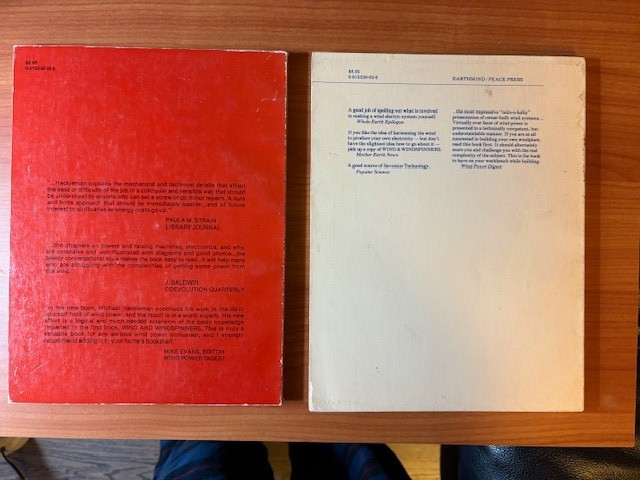 $8.95
Hackleman explains the mechanical and technical details that affect
the ease or difficulty of the job in a colloquial and sensible way that should
be understood by anyone who can set a screw or do minor repairs. A nuts
and bolts approach that should be immediately usable, and of future
interest to all libraries as energy costs go up."
PAULA M. STRAIN
LIBRARY JOURNAL
...the chapters on towers and raising machines, electronics, and why,
are extensive and well-illustrated with diagrams and good photos...the
breezy conversational style makes the book easy to read...it will help many
who are struggling with the complexities of getting some power from
the wind.
J. BALDWIN
COEVOLUTION QUARTERLY
"In his new book, Michael Hackleman continues his work in the do-it-
yourself field of wind power, and the result is in a word, superb. His new
effort is a logical and much needed extension of the basic knowledge
imparted in the first book, WIND AND WINDSPINNERS. This is truly a
valuable book for any serious wind power enthusiast, and I strongly
recommend adding it to your home's bookshelf."
MIKE EVANS, EDITOR
WIND POWER DIGEST
EARTHMIND/PEACE PRESS
A good job of spelling out what is involved
in making a wind electric system yourself.
Whole Earth Epilogue
If you like the idea of harnessing the wind
to produce your own electricity — but don't
have the slightest idea how to go about it —
pick up a copy of WIND & WINDSPINNERS.
Mother Earth News
A good source of Savonius Technology.
Popular Science
...the most impressive "nuts-n-bolts"
presentation of owner-built wind systems...
Virtually every facet of wind power is
presented in a technically competent, but
understandable manner. If you are at all
interested in building your own windplant,
read this book first. It should alternately
scare you and challenge you with the real
complexity of the subject. This is the book
to have on your workbench while building.
Wind Power Digest